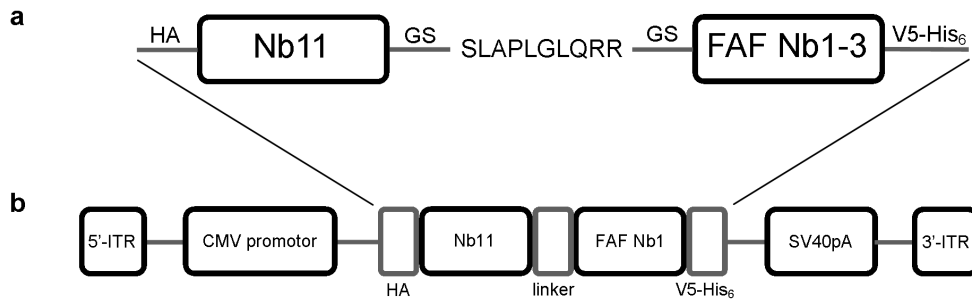 a
HA Nb11 GS SLAPLGLQRR GS FAF Nb1-3 V5-His₆
b
5'-ITR CMV promotor Nb11 FAF Nb1 SV40pA 3'-ITR
HA linker V5-His₆